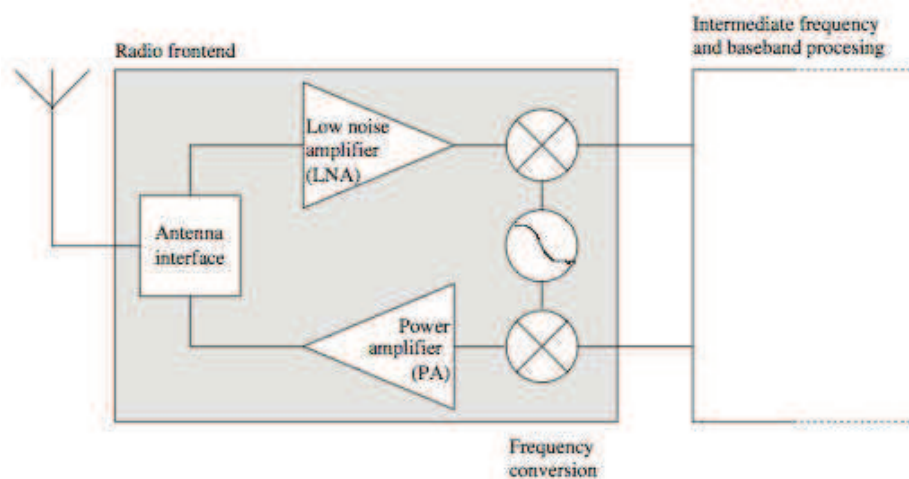 Radio frontend
Intermediate frequency
and baseband procesing
Low noise
amplifier
(LNA)
Antenna
interface
Power
amplifier
(PA)
Frequency
conversion